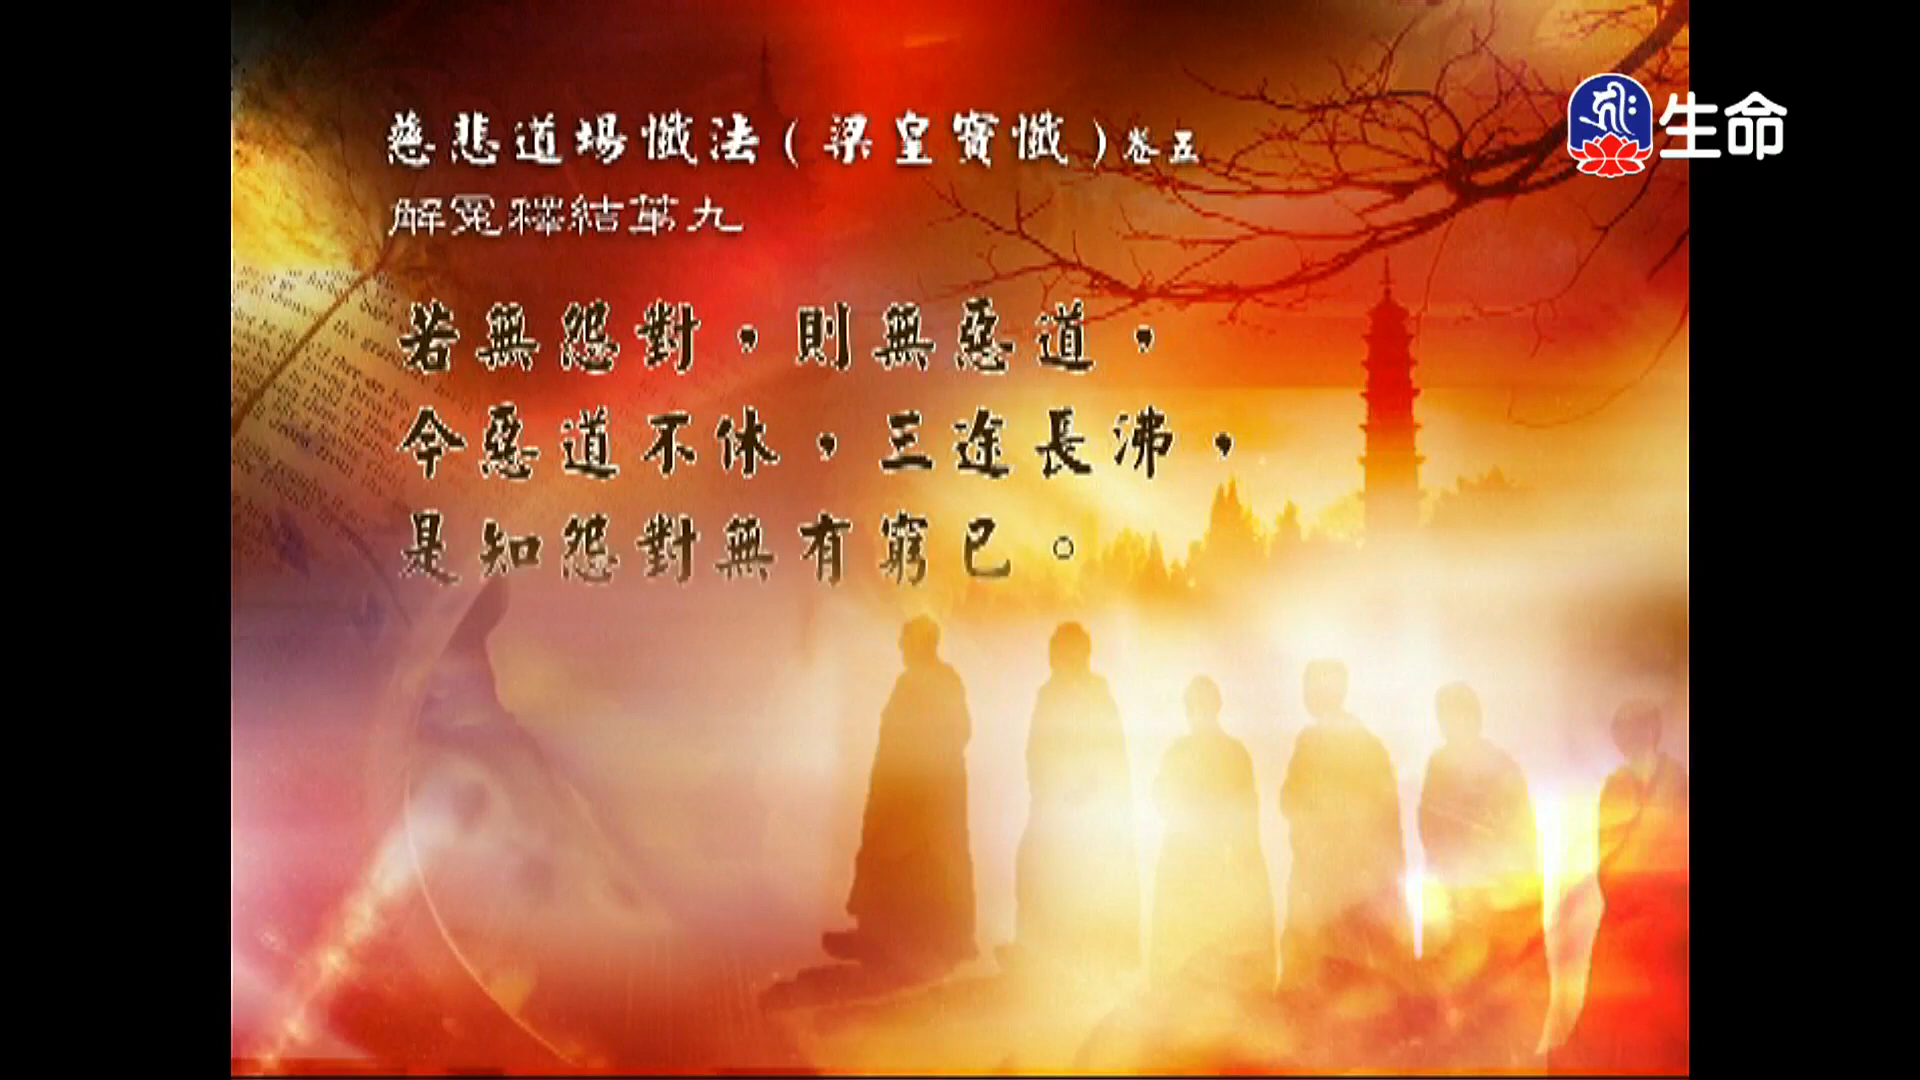 慈悲道場懺法(梁皇寶懺)卷五
生命
解冤釋結第九
若無怨對，則無惡道，
今惡道不休，三途長沸，
是知怨對無有窮已。